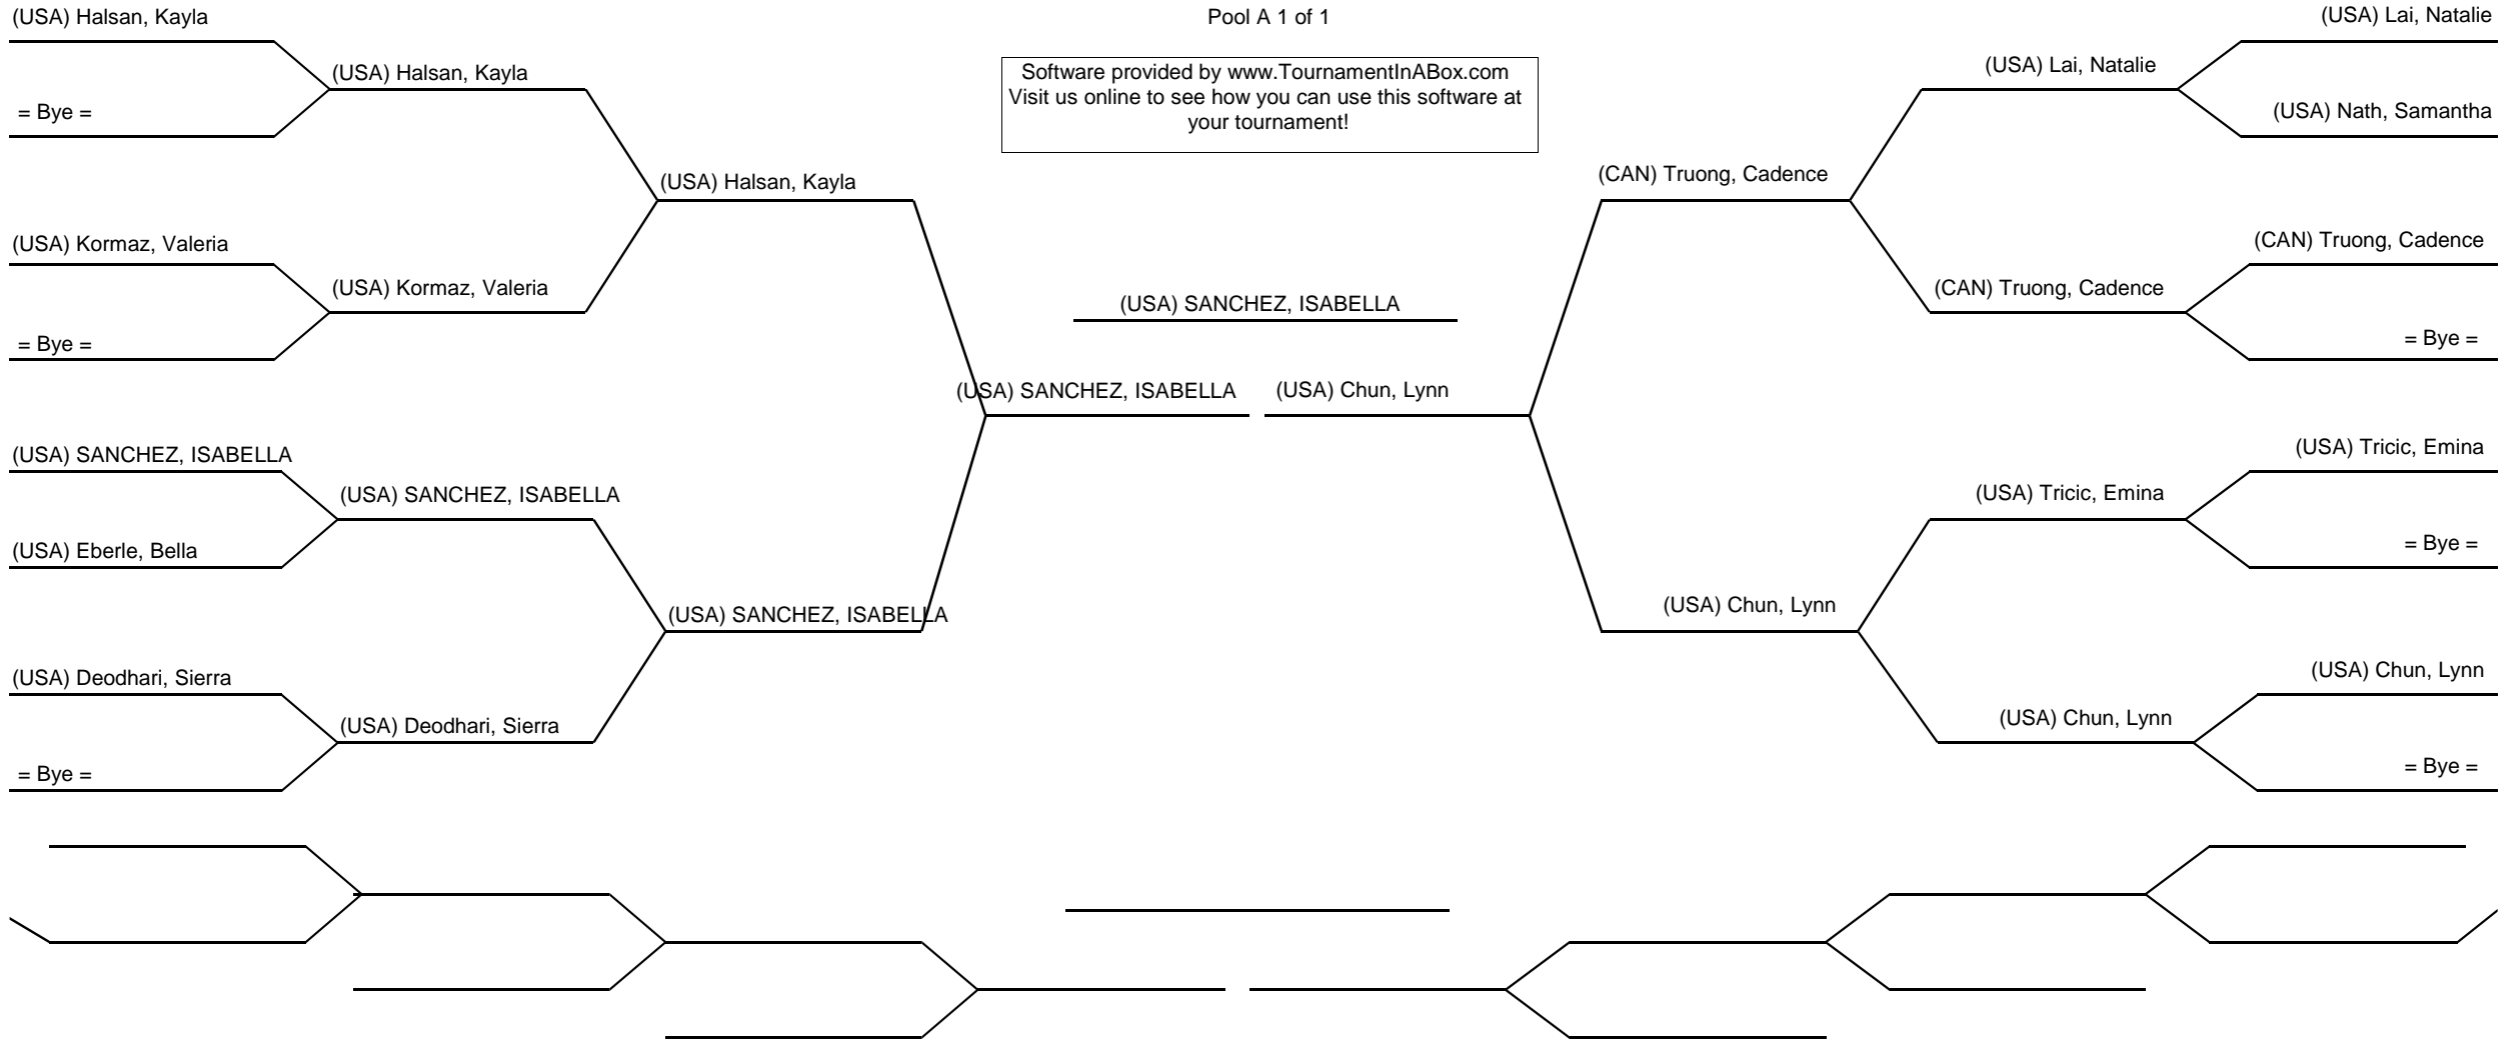 (USA) Halsan, Kayla
= Bye =
(USA) Kormaz, Valeria
= Bye =
(USA) SANCHEZ, ISABELLA
(USA) Eberle, Bella
(USA) Deodhari, Sierra
= Bye =
(USA) Halsan, Kayla
(USA) Kormaz, Valeria
(USA) SANCHEZ, ISABELLA
(USA) Deodhari, Sierra
(USA) Halsan, Kayla
(USA) SANCHEZ, ISABELLA
(USA) SANCHEZ, ISABELLA
Pool A 1 of 1
Software provided by www.TournamentInABox.com
Visit us online to see how you can use this software at
your tournament!
(USA) SANCHEZ, ISABELLA
(USA) Chun, Lynn
(CAN) Truong, Cadence
(USA) Chun, Lynn
(USA) Lai, Natalie
(CAN) Truong, Cadence
(USA) Tricic, Emina
(USA) Chun, Lynn
(USA) Lai, Natalie
(USA) Nath, Samantha
(CAN) Truong, Cadence
= Bye =
(USA) Tricic, Emina
= Bye =
(USA) Chun, Lynn
= Bye =